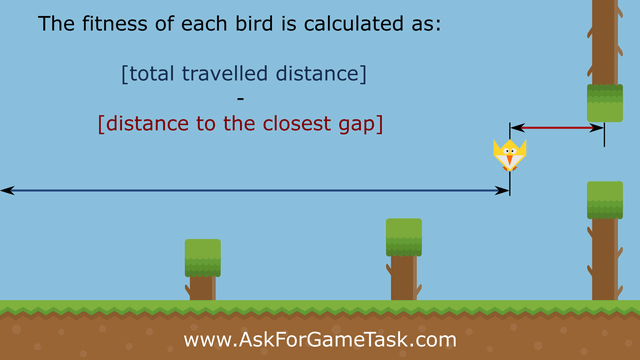 The fitness of each bird is calculated as:
[total travelled distance]
-
[distance to the closest gap]
www.AskForGameTask.com